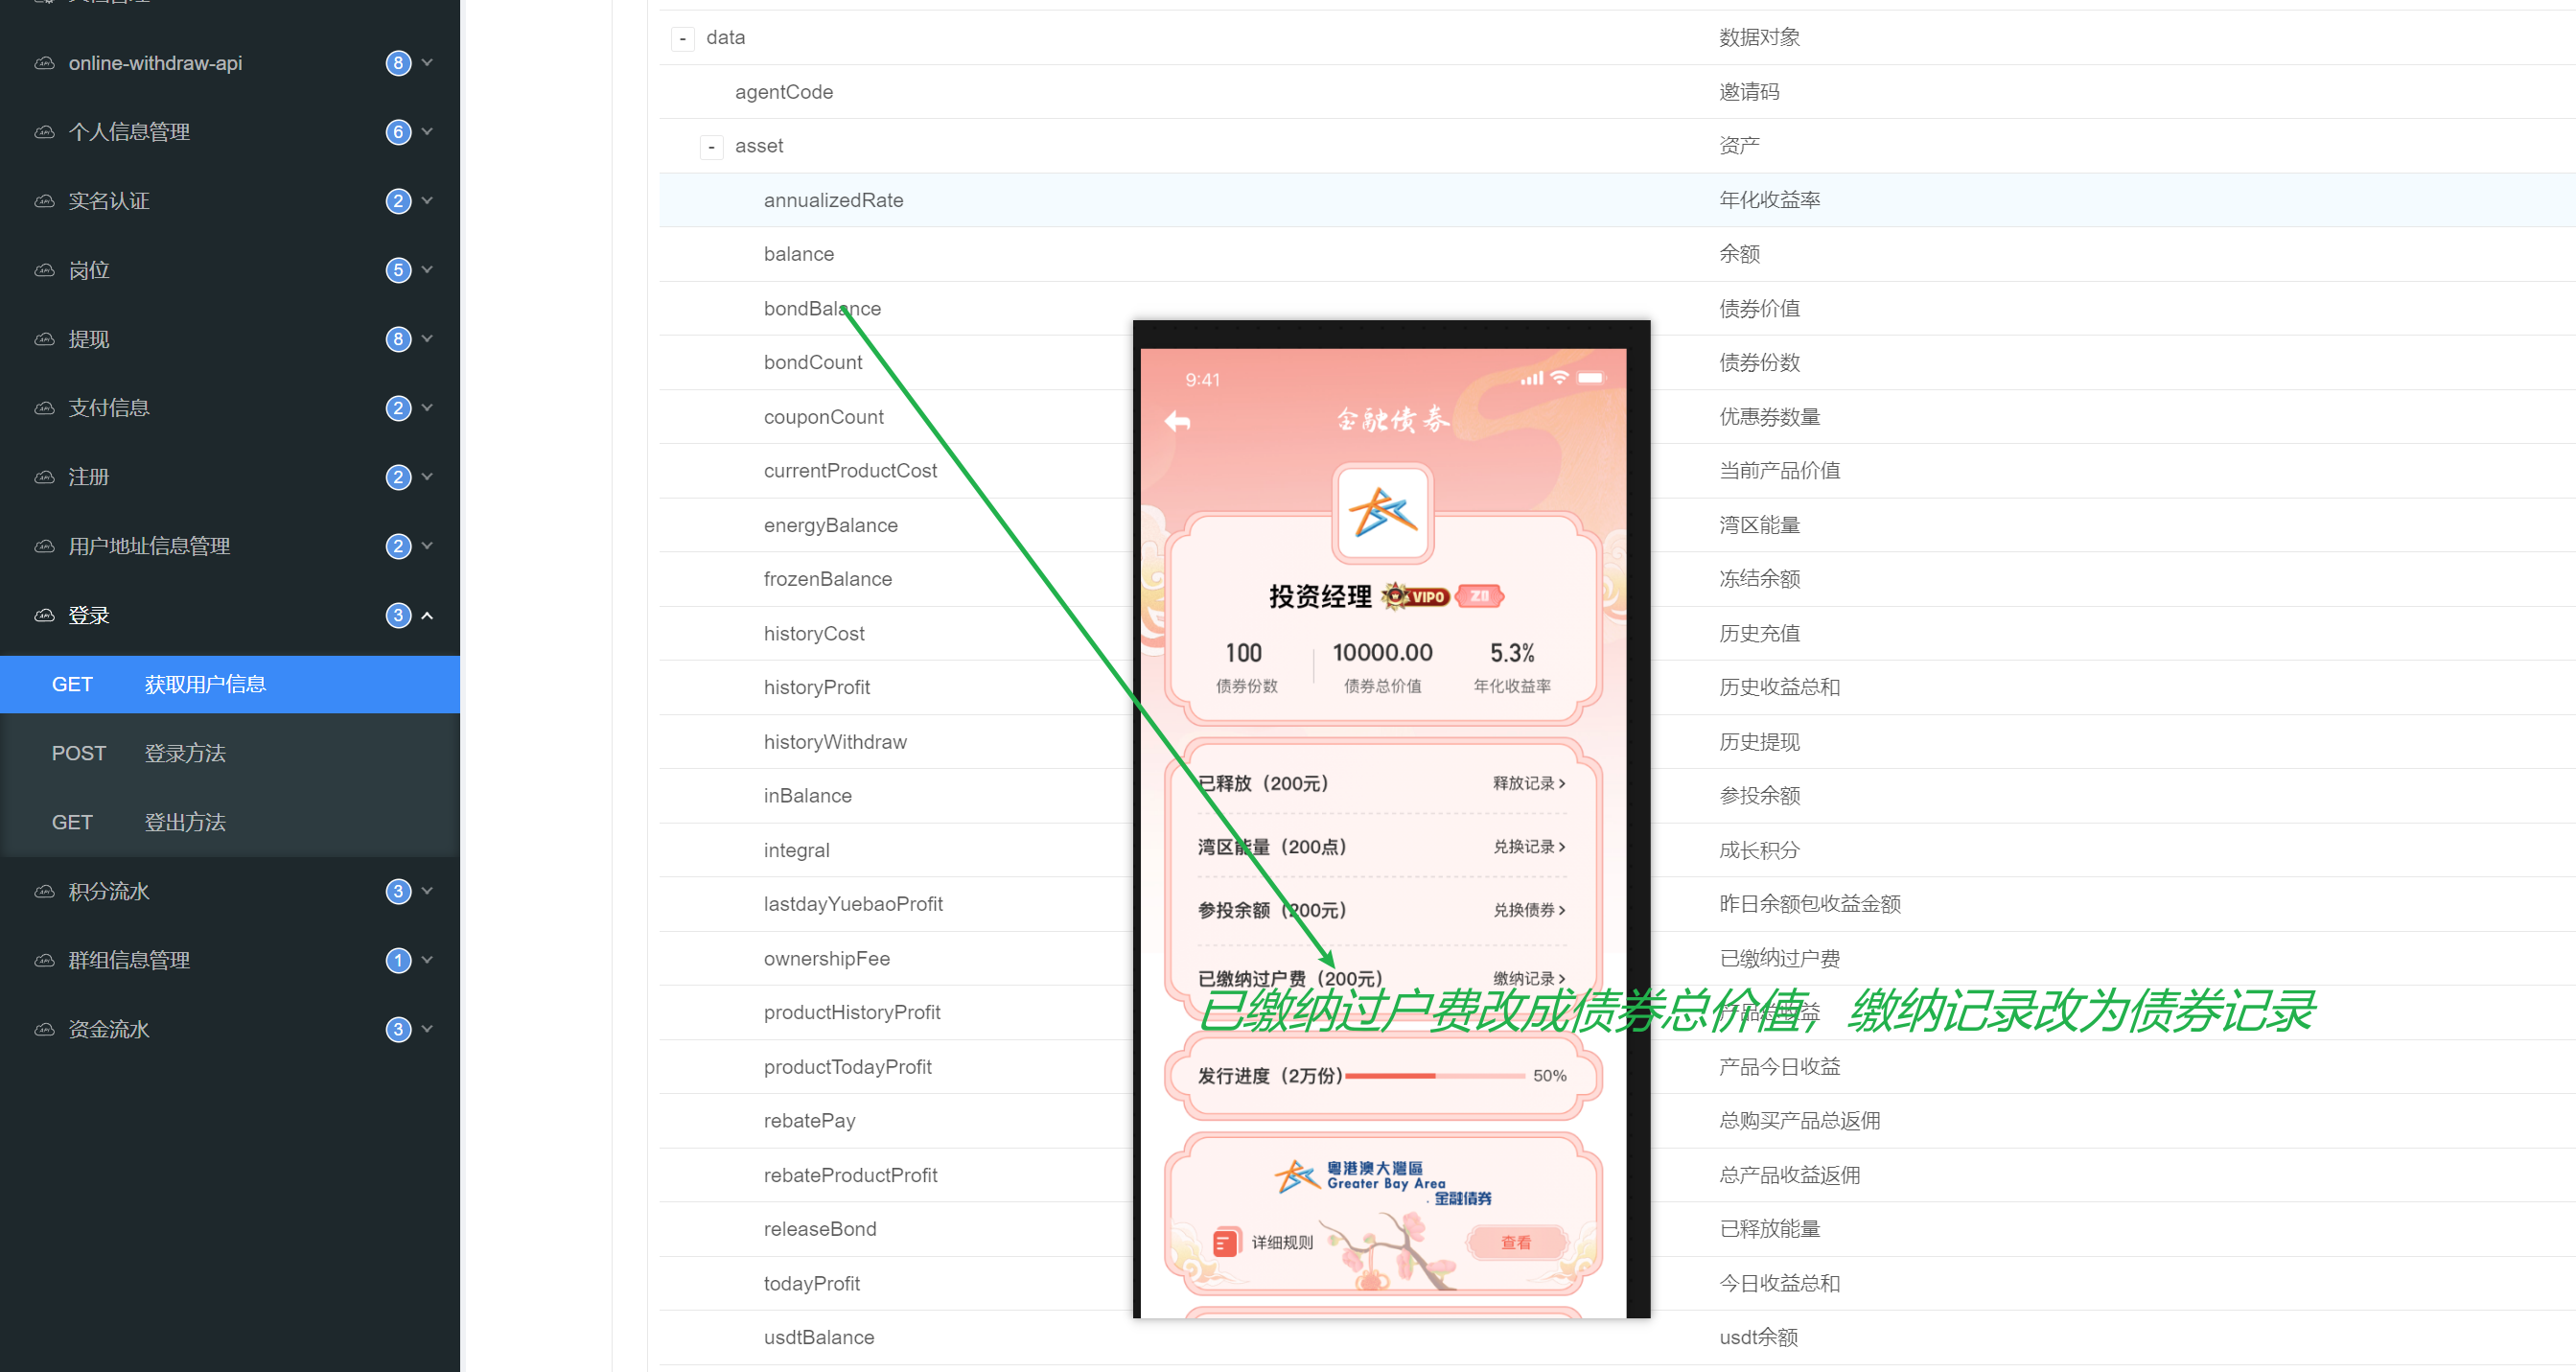 online-withdraw-api 8
个人信息管理 6
实名认证 2
岗位 5
提现 8
支付信息 2
注册 2
用户地址信息管理 2
登录 3
GET 获取用户信息
POST 登录方法
GET 登出方法
积分流水 3
群组信息管理 1
资金流水 3
- data 数据对象
agentCode 邀请码
- asset 资产
annualizedRate 年化收益率
balance 余额
bondBalance 债券价值
bondCount 债券份数
couponCount 优惠券数量
currentProductCost 当前产品价值
energyBalance 湾区能量
frozenBalance 冻结余额
historyCost 历史充值
historyProfit 历史收益总和
historyWithdraw 历史提现
inBalance 参投余额
integral 成长积分
lastdayYuebaoProfit 昨日余额包收益金额
ownershipFee 已缴纳过户费
productHistoryProfit 产品总收益
productTodayProfit 产品今日收益
rebatePay 总购买产品总返佣
rebateProductProfit 总产品收益返佣
releaseBond 已释放能量
todayProfit 今日收益总和
usdtBalance usdt余额
9:41
金融债券
投资经理 VIP0 Z0
100 10000.00 5.3%
债券份数 债券总价值 年化收益率
已释放（200元） 释放记录 >
湾区能量（200点） 兑换记录 >
参投余额（200元） 兑换债券 >
已缴纳过户费（200元） 缴纳记录 >
已缴纳过户费改成债券总价值，缴纳记录改为债券记录
发行进度（2万份） 50%
粤港澳大灣區
Greater Bay Area
·金融债券
详细规则 查看